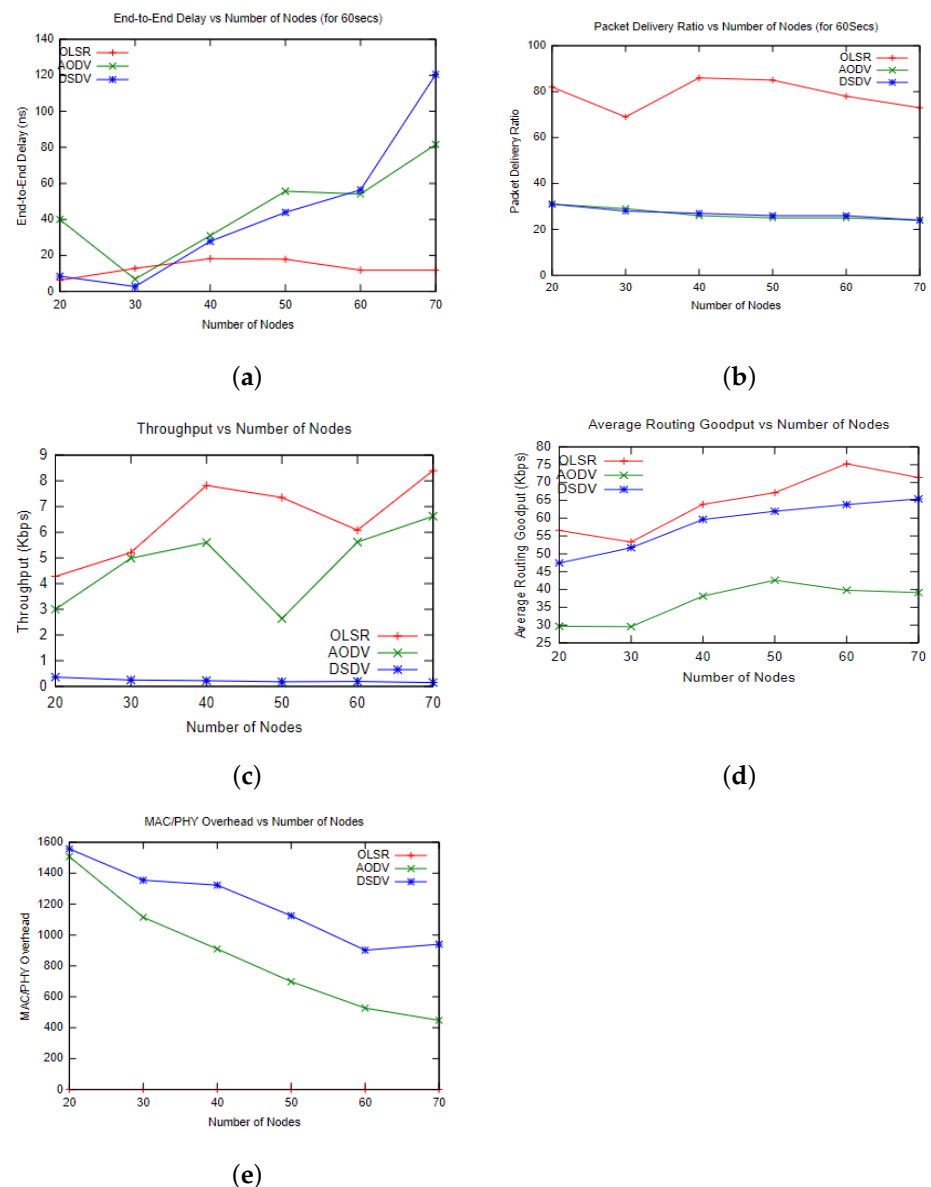 End-to-End Delay vs Number of Nodes (for 60secs)
140
120
100
80
60
40
20
0
OLSR
AODV
DSDV
End-to-End Delay (ns)
20 30 40 50 60 70
Number of Nodes
(a)
Packet Delivery Ratio vs Number of Nodes (for 60Secs)
100
80
60
40
20
0
OLSR
AODV
DSDV
Packet Delivery Ratio
20 30 40 50 60 70
Number of Nodes
(b)
Throughput vs Number of Nodes
9
8
7
6
5
4
3
2
1
0
OLSR
AODV
DSDV
Throughput (Kbps)
20 30 40 50 60 70
Number of Nodes
(c)
Average Routing Goodput vs Number of Nodes
80
75
70
65
60
55
50
45
40
35
30
25
OLSR
AODV
DSDV
Average Routing Goodput (Kbps)
20 30 40 50 60 70
Number of Nodes
(d)
MAC/PHY Overhead vs Number of Nodes
1600
1400
1200
1000
800
600
400
200
0
OLSR
AODV
DSDV
MAC/PHY Overhead
20 30 40 50 60 70
Number of Nodes
(e)